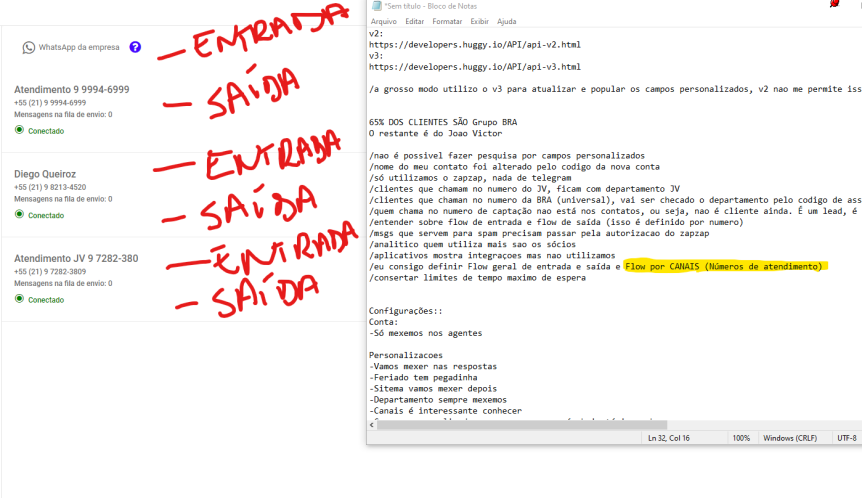 WhatsApp da empresa ?
— ENTRADA
— SAÍDA
Atendimento 9 9994-6999
+55 (21) 9 9994-6999
Mensagens na fila de envio: 0
Conectado
— ENTRADA
— SAÍDA
Diego Queiroz
+55 (21) 9 8213-4520
Mensagens na fila de envio: 0
Conectado
— ENTRADA
— SAÍDA
Atendimento JV 9 7282-380
+55 (21) 9 7282-3809
Mensagens na fila de envio: 0
Conectado
*Sem título - Bloco de Notas
Arquivo Editar Formatar Exibir Ajuda
v2:
https://developers.huggy.io/API/api-v2.html
v3:
https://developers.huggy.io/API/api-v3.html
/a grosso modo utilizo o v3 para atualizar e popular os campos personalizados, v2 nao me permite iss
65% DOS CLIENTES SÃO Grupo BRA
O restante é do Joao Victor
/nao é possivel fazer pesquisa por campos personalizados
/nome do meu contato foi alterado pelo codigo da nova conta
/só utilizamos o zapzap, nada de telegram
/clientes que chamam no numero do JV, ficam com departamento JV
/clientes que chaman no numero da BRA (universal), vai ser checado o departamento pelo codigo de ass
/quem chama no numero de captação nao está nos contatos, ou seja, nao é cliente ainda. É um lead, é
/entender sobre flow de entrada e flow de saída (isso é definido por numero)
/msgs que servem para spam precisam passar pela autorizacao do zapzap
/analitico quem utiliza mais sao os sócios
/aplicativos mostra integraçoes mas nao utilizamos
/eu consigo definir Flow geral de entrada e saída e Flow por CANAIS (Números de atendimento)
/consertar limites de tempo maximo de espera
Configurações::
Conta:
-Só mexemos nos agentes
Personalizacoes
-Vamos mexer nas respostas
-Feriado tem pegadinha
-Sitema vamos mexer depois
-Departamento sempre mexemos
-Canais é interessante conhecer
Ln 32, Col 16 100% Windows (CRLF) UTF-8